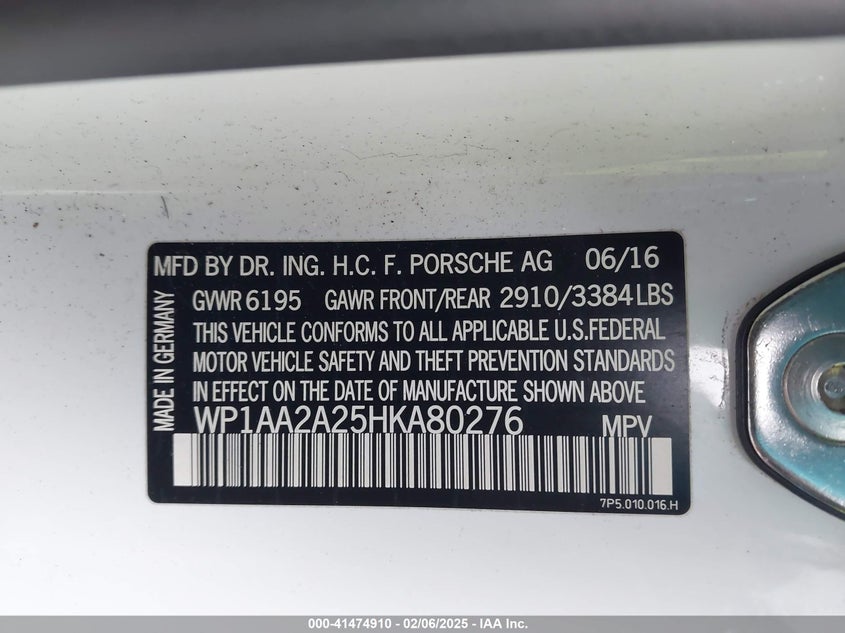 MFD BY DR. ING. H.C. F. PORSCHE AG 06/16
GVWR 6195 GAWR FRONT/REAR 2910/3384 LBS
THIS VEHICLE CONFORMS TO ALL APPLICABLE U.S.FEDERAL
MOTOR VEHICLE SAFETY AND THEFT PREVENTION STANDARDS
IN EFFECT ON THE DATE OF MANUFACTURE SHOWN ABOVE
WP1AA2A25HKA80276 MPV
7P5.010.016.H
MADE IN GERMANY
000-41474910 - 02/06/2025 - IAA Inc.